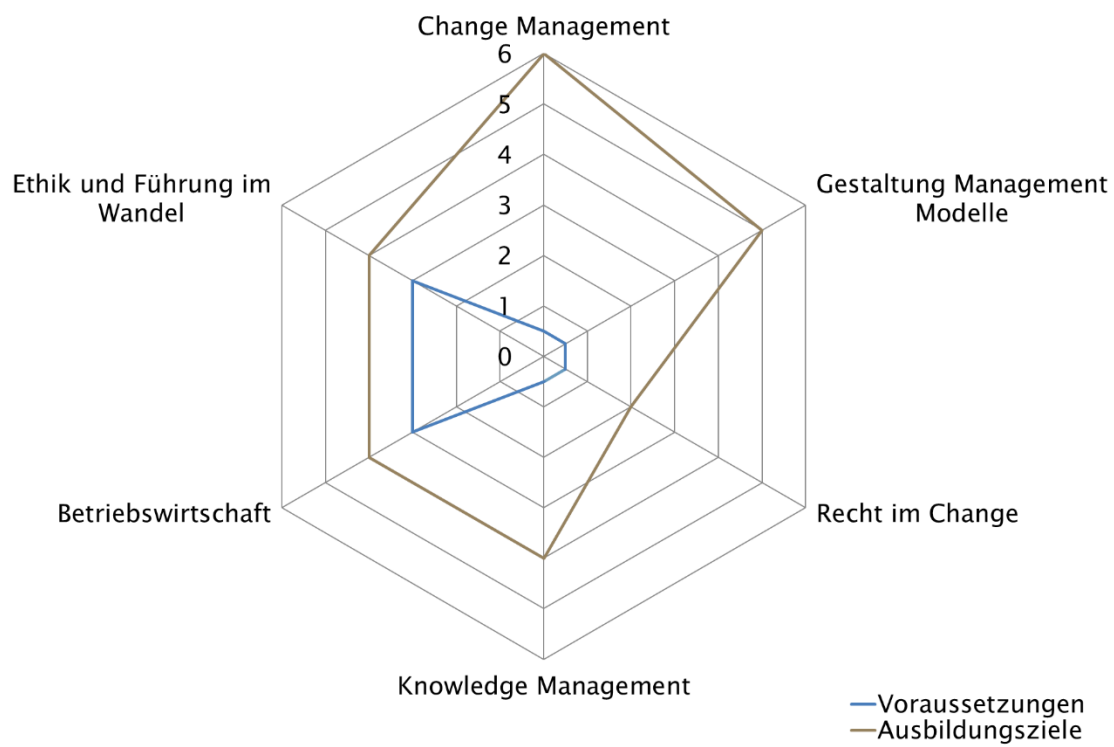 Change Management
6
5
4
3
2
1
0
Ethik und Führung im
Wandel
Gestaltung Management
Modelle
Betriebswirtschaft
Recht im Change
Knowledge Management
Voraussetzungen
Ausbildungsziele